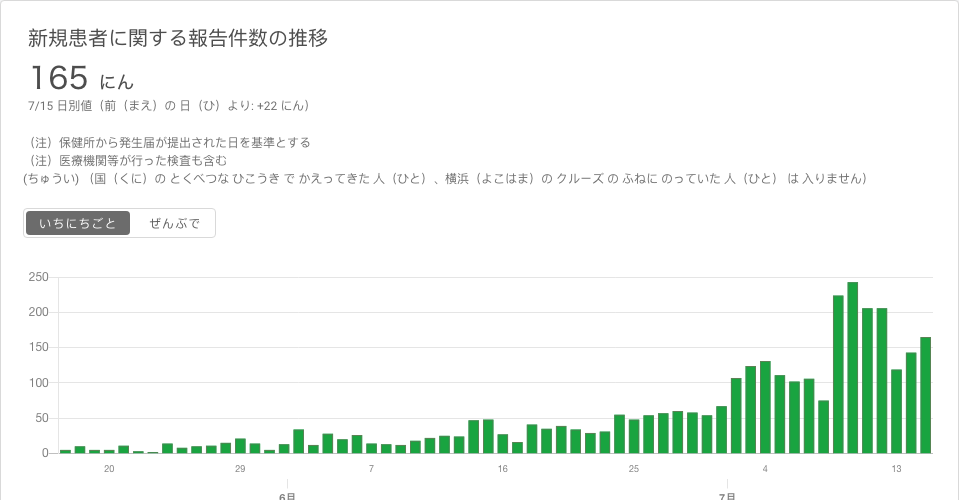 新規患者に関する報告件数の推移
165 にん
7/15 日別値（前（まえ）の 日（ひ）より: +22 にん）
（注）保健所から発生届が提出された日を基準とする
（注）医療機関等が行った検査も含む
(ちゅうい) （国（くに）の とくべつな ひこうき で かえってきた 人（ひと）、横浜（よこはま）の クルーズ の ふねに のっていた 人（ひと） は 入りません）
いちにちごと ぜんぶで
250
200
150
100
50
0
20 29 7 16 25 4 13
6月 7月